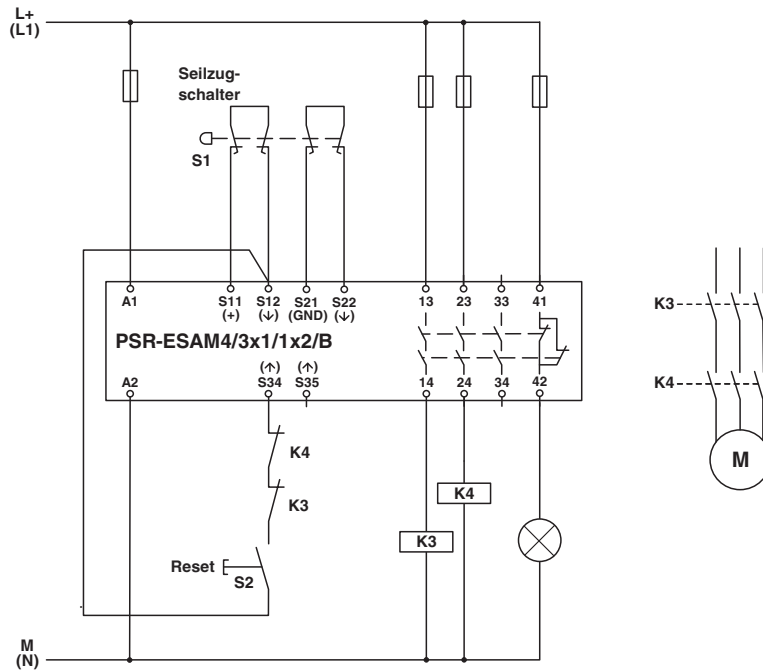 L+
(L1)
Seilzug-
schalter
S1
A1
S11
(+)
S12
(↓)
S21
(GND)
S22
(↓)
13
23
33
41
PSR-ESAM4/3x1/1x2/B
A2
(↑)
S34
(↑)
S35
14
24
34
42
K4
K3
Reset
S2
K4
K3
K3
K4
M
M
(N)